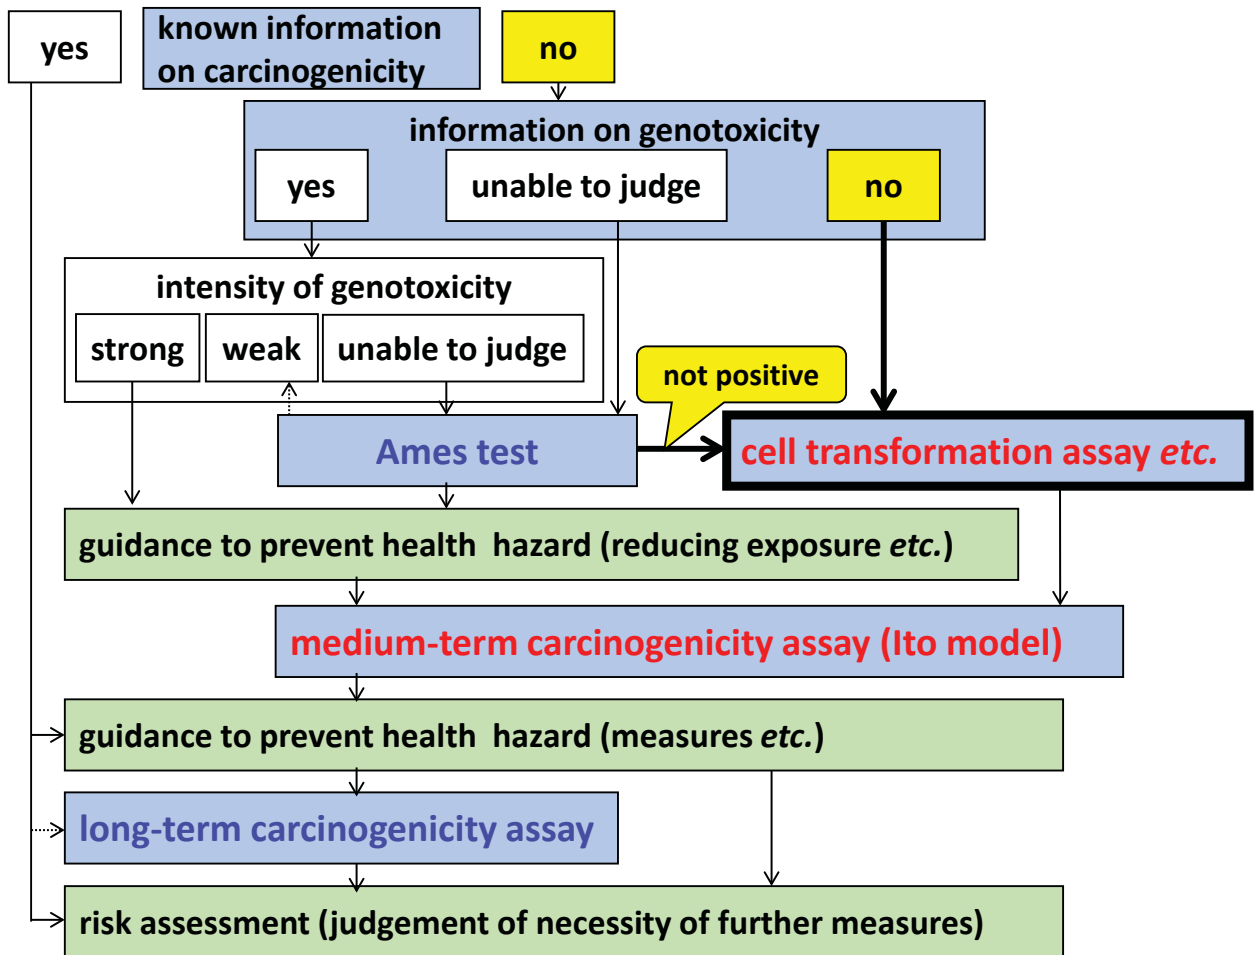 yes
known information
on carcinogenicity
no
information on genotoxicity
yes
unable to judge
no
intensity of genotoxicity
strong
weak
unable to judge
not positive
Ames test
cell transformation assay etc.
guidance to prevent health  hazard (reducing exposure etc.)
medium-term carcinogenicity assay (Ito model)
guidance to prevent health  hazard (measures etc.)
long-term carcinogenicity assay
risk assessment (judgement of necessity of further measures)